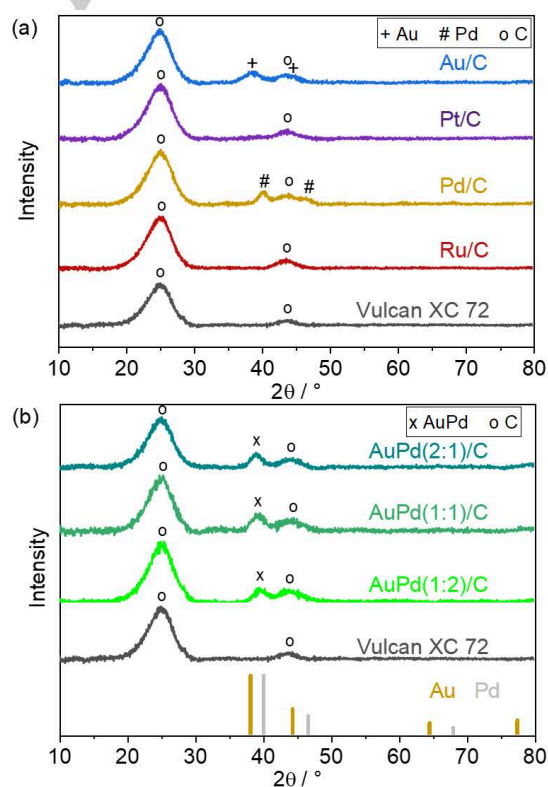 (a)
+ Au # Pd o C
o
+ o +
Au/C
o
o
Pt/C
o
# o #
Pd/C
o
o
Ru/C
o
o
Vulcan XC 72
Intensity
10 20 30 40 50 60 70 80
2θ / °
(b)
x AuPd o C
o
x o
AuPd(2:1)/C
o
x o
AuPd(1:1)/C
o
x o
AuPd(1:2)/C
o
o
Vulcan XC 72
Au Pd
Intensity
10 20 30 40 50 60 70 80
2θ / °